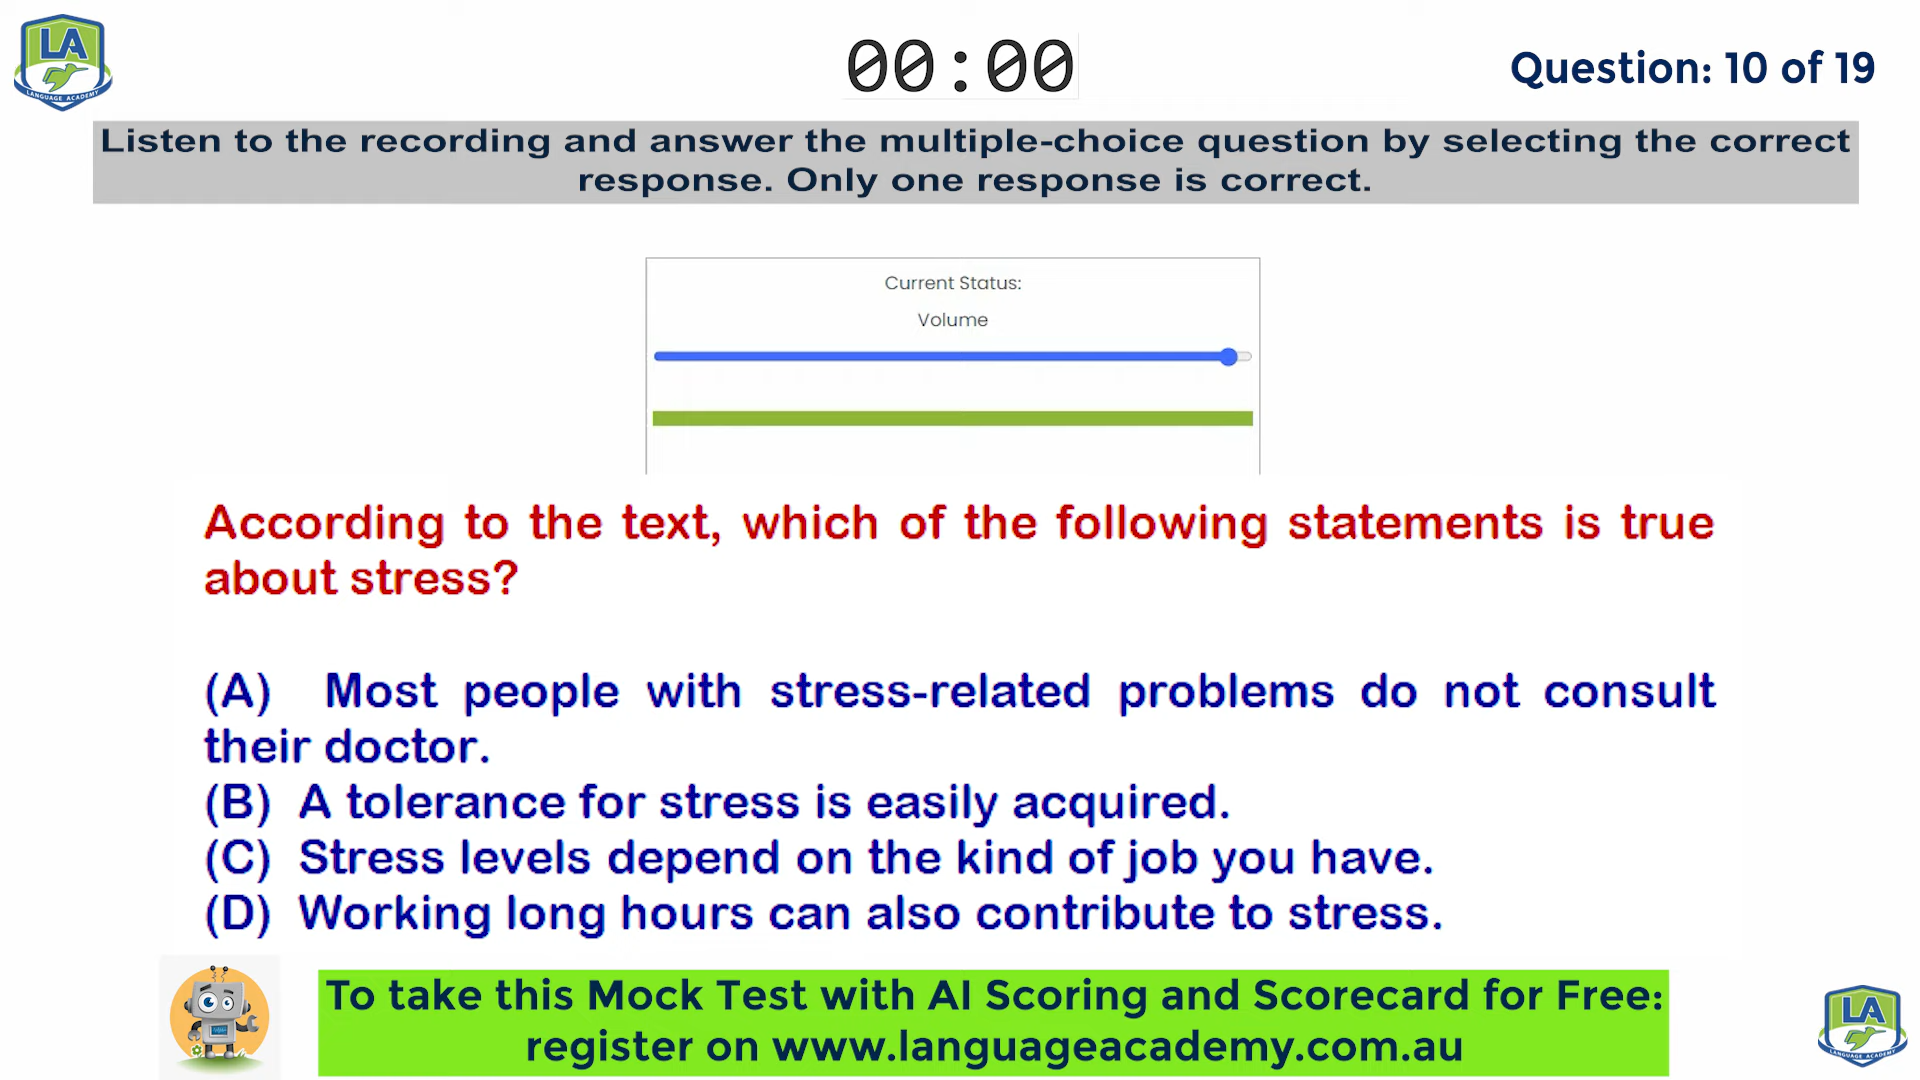 LA
LANGUAGE ACADEMY
00:00
Question: 10 of 19
Listen to the recording and answer the multiple-choice question by selecting the correct
response. Only one response is correct.
Current Status:
Volume
According to the text, which of the following statements is true
about stress?
(A) Most people with stress-related problems do not consult
their doctor.
(B) A tolerance for stress is easily acquired.
(C) Stress levels depend on the kind of job you have.
(D) Working long hours can also contribute to stress.
To take this Mock Test with AI Scoring and Scorecard for Free:
register on www.languageacademy.com.au
LA
LANGUAGE ACADEMY